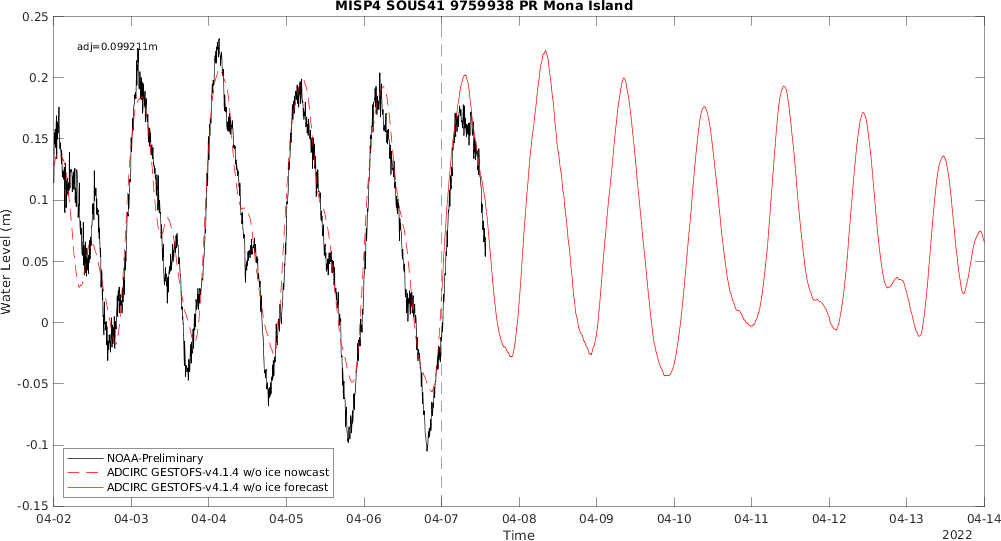 MISP4 SOUS41 9759938 PR Mona Island
adj=0.099211m
Water Level (m)
0.25
0.2
0.15
0.1
0.05
0
-0.05
-0.1
-0.15
NOAA-Preliminary
ADCIRC GESTOFS-v4.1.4 w/o ice nowcast
ADCIRC GESTOFS-v4.1.4 w/o ice forecast
04-02 04-03 04-04 04-05 04-06 04-07 04-08 04-09 04-10 04-11 04-12 04-13 04-14
Time
2022